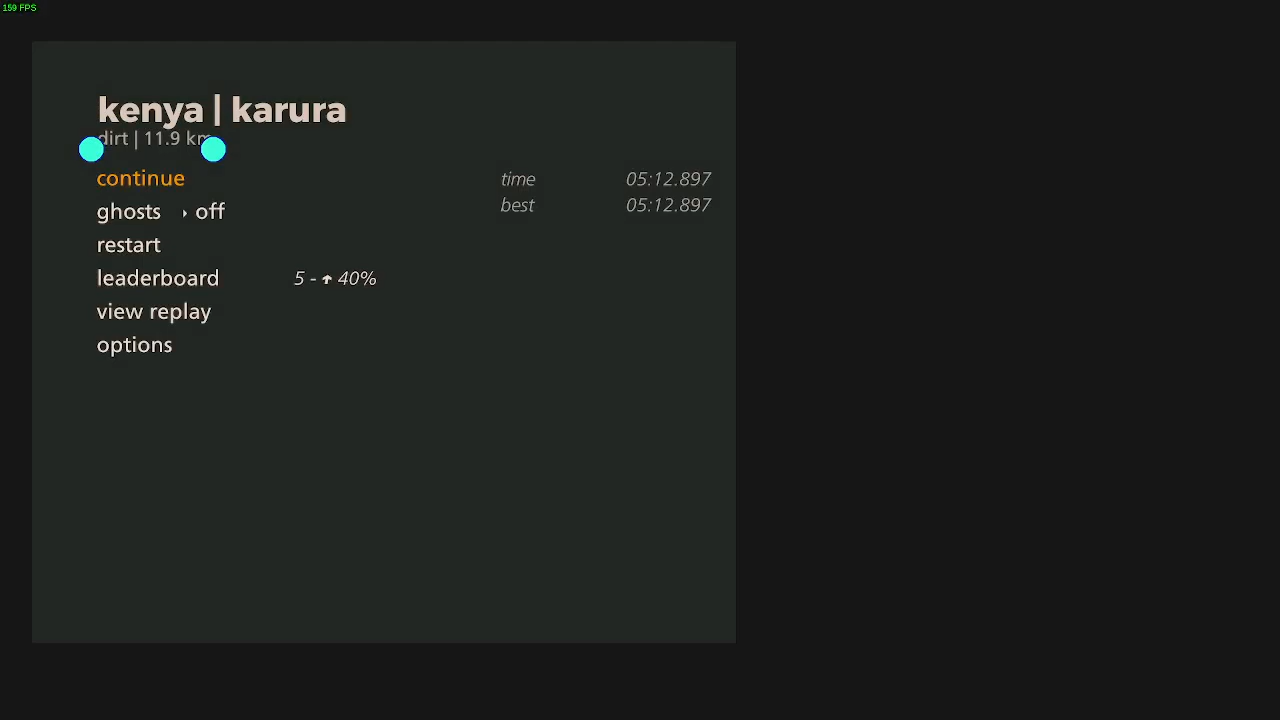 159 FPS
kenya | karura
dirt | 11.9 km
continue
time 05:12.897
ghosts ‣ off
best 05:12.897
restart
leaderboard 5 - ↑ 40%
view replay
options